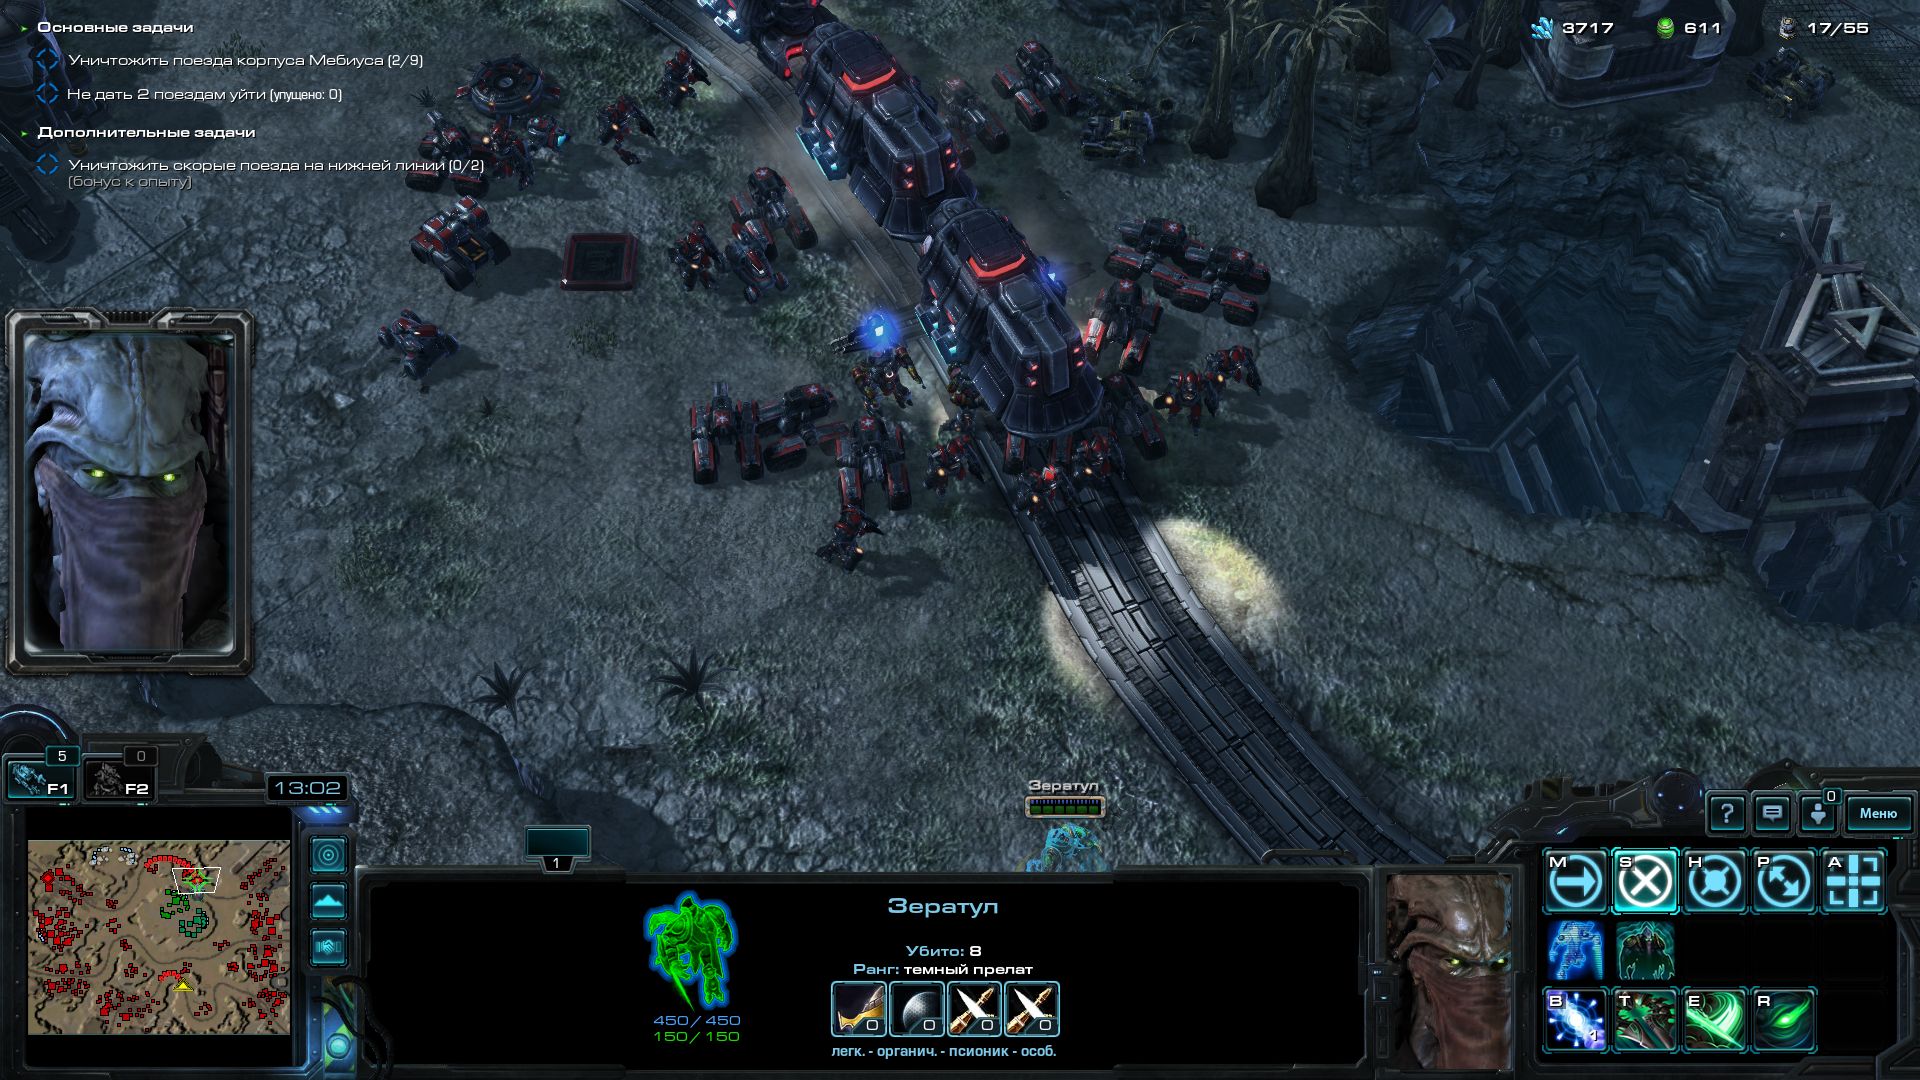 Основные задачи
Уничтожить поезда корпуса Мебиуса (2/9)
Не дать 2 поездам уйти (упущено: 0)
Дополнительные задачи
Уничтожить скорые поезда на нижней линии (0/2)
(бонус к опыту)
3717 611 17/55
5 0
F1 F2
13:02
Зератул
1
0
? Меню
Зератул
Убито: 8
Ранг: темный прелат
0 0 0 0
450/450
150/150
легк. - органич. - псионик - особ.
M S H P A
B T E R
1